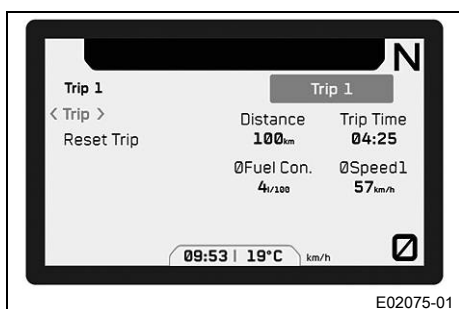 N
Trip 1
Trip 1
< Trip >
Reset Trip
Distance
Trip Time
100km
04:25
ØFuel Con.
ØSpeed1
4l/100
57km/h
09:53 | 19°C
km/h
0
E02075-01